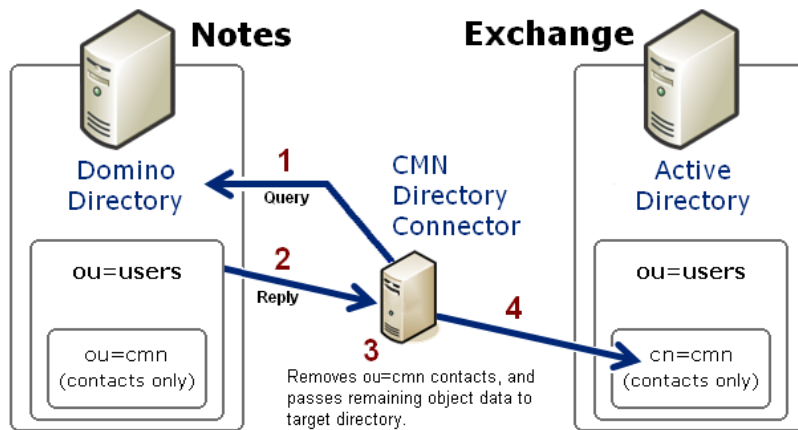 Notes
Exchange
Domino
Directory
1
Query
CMN
Directory
Connector
Active
Directory
ou=users
2
Reply
ou=cmn
(contacts only)
3
Removes ou=cmn contacts, and
passes remaining object data to
target directory.
4
ou=users
cn=cmn
(contacts only)